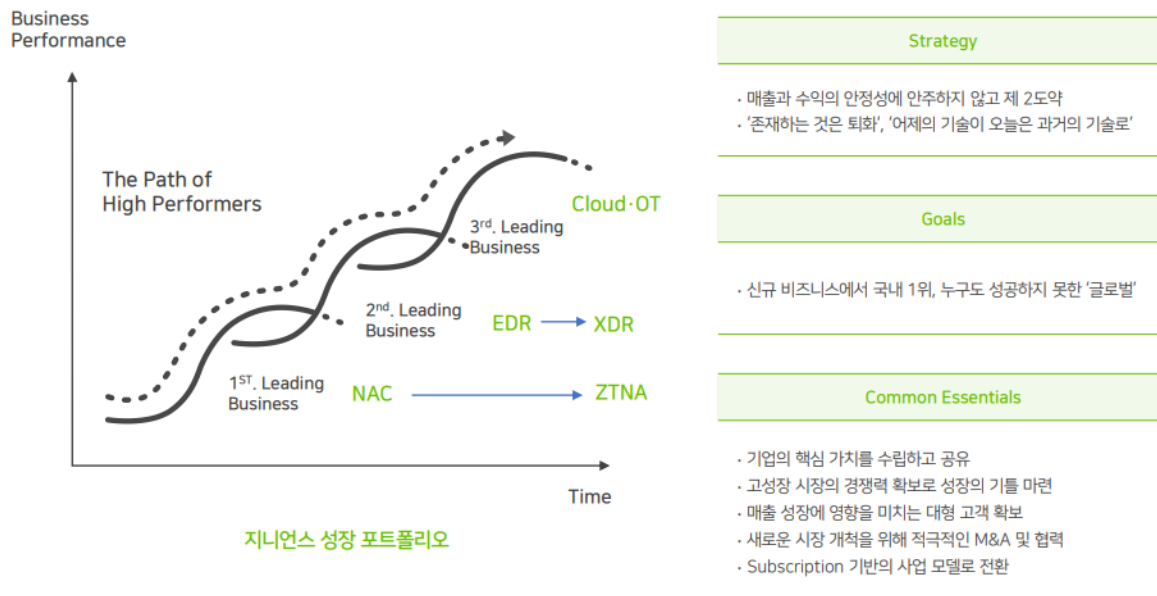 Business
Performance
The Path of
High Performers
Cloud·OT
3rd. Leading
Business
2nd. Leading
Business
EDR
XDR
1ST. Leading
Business
NAC
ZTNA
Time
지니언스 성장 포트폴리오
Strategy
· 매출과 수익의 안정성에 안주하지 않고 제 2도약
· ‘존재하는 것은 퇴화’, ‘어제의 기술이 오늘은 과거의 기술로’
Goals
· 신규 비즈니스에서 국내 1위, 누구도 성공하지 못한 ‘글로벌’
Common Essentials
· 기업의 핵심 가치를 수립하고 공유
· 고성장 시장의 경쟁력 확보로 성장의 기틀 마련
· 매출 성장에 영향을 미치는 대형 고객 확보
· 새로운 시장 개척을 위해 적극적인 M&A 및 협력
· Subscription 기반의 사업 모델로 전환